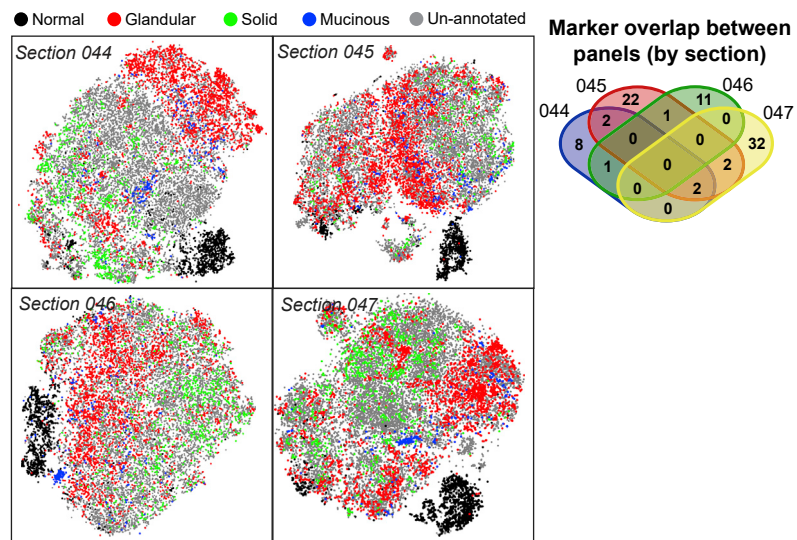 Normal Glandular Solid Mucinous Un-annotated
Section 044
Section 045
Section 046
Section 047
Marker overlap between
panels (by section)
045
046
044
047
22
11
2
1
0
8
0
0
32
0
1
2
0
2
0